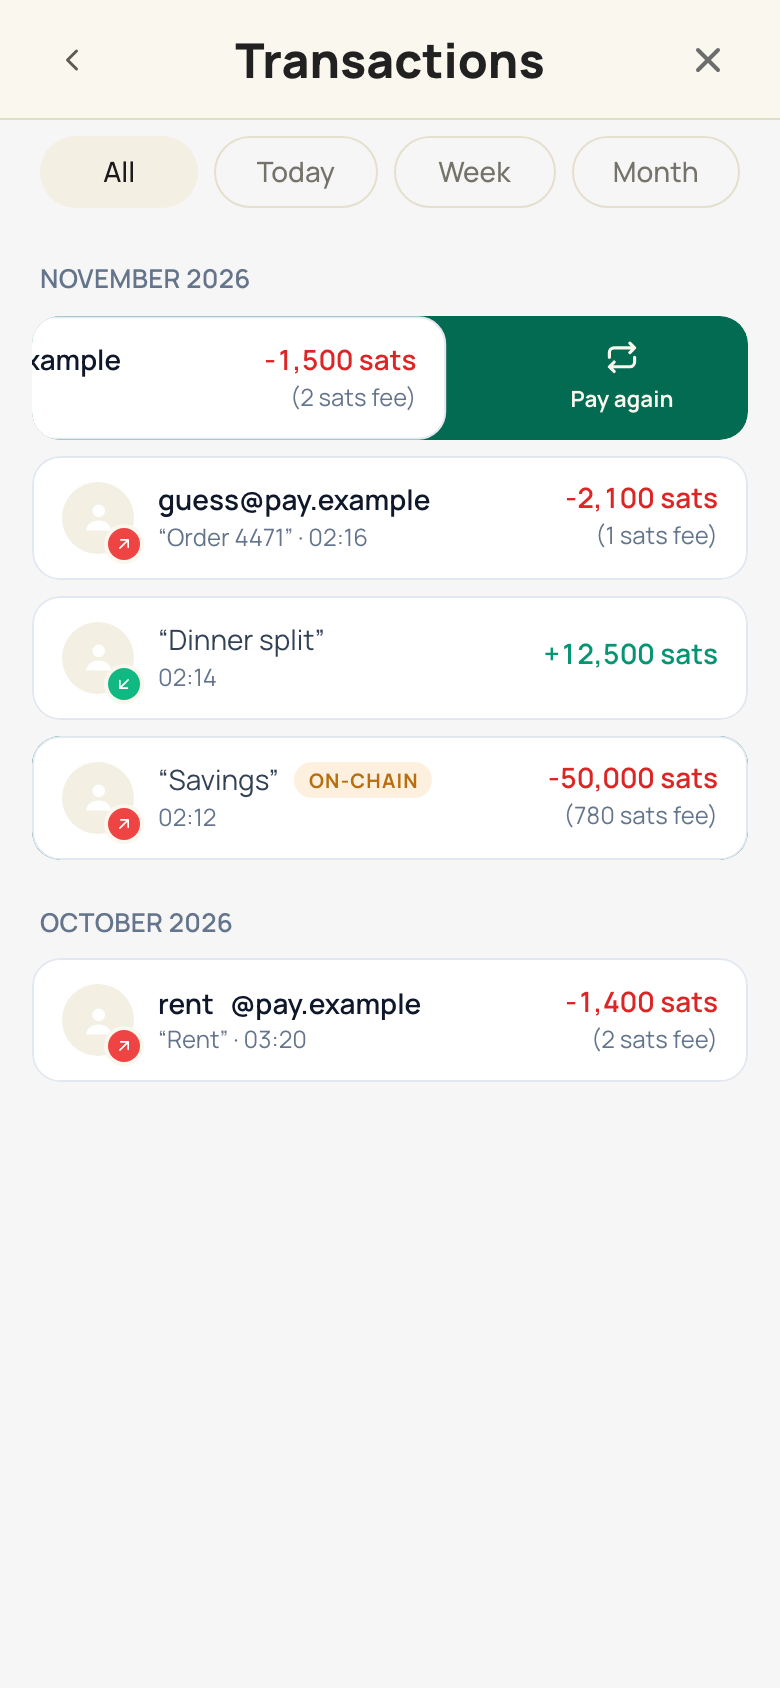 Transactions
All Today Week Month
NOVEMBER 2026
xample -1,500 sats
(2 sats fee)
Pay again
guess@pay.example -2,100 sats
“Order 4471” · 02:16 (1 sats fee)
“Dinner split” +12,500 sats
02:14
“Savings” ON-CHAIN -50,000 sats
02:12 (780 sats fee)
OCTOBER 2026
rent @pay.example -1,400 sats
“Rent” · 03:20 (2 sats fee)